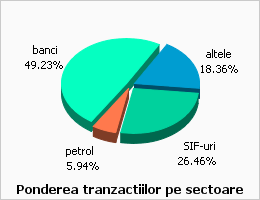 banci
49.23%
altele
18.36%
petrol
5.94%
SIF-uri
26.46%
Ponderea tranzactiilor pe sectoare